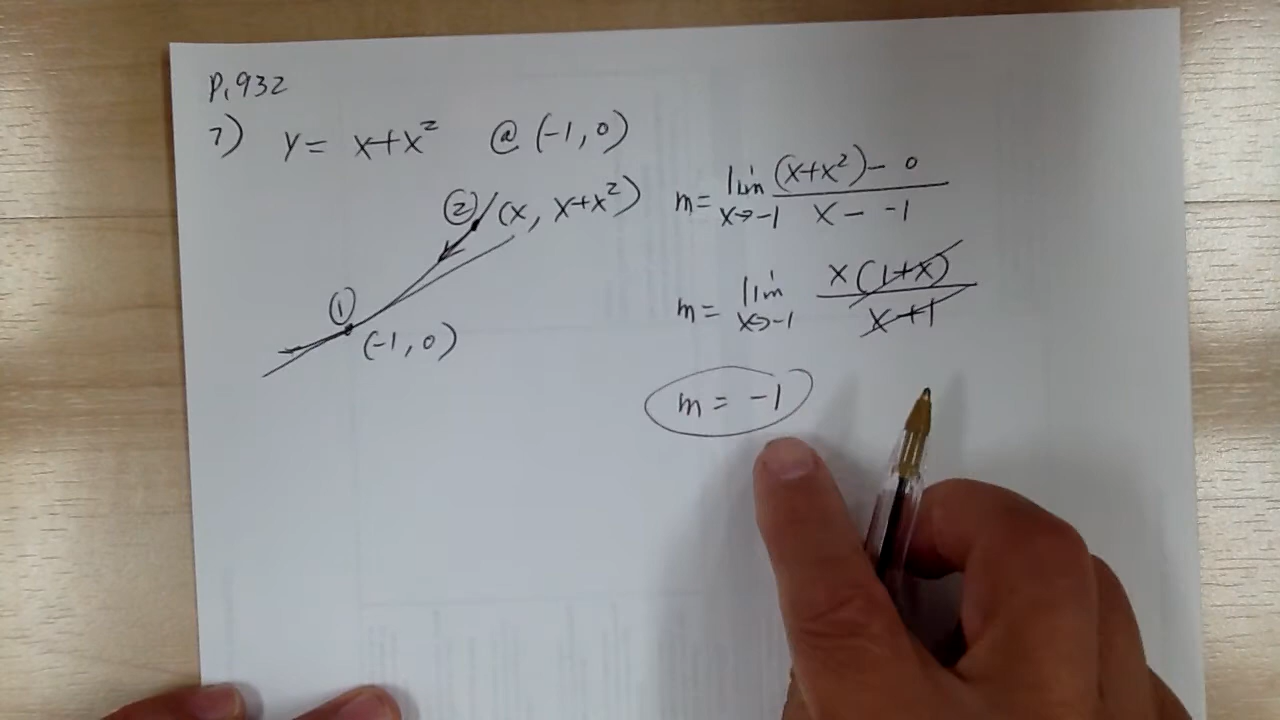 P. 932
7) y = x+x² @ (-1, 0)
② (x, x+x²)
① (-1, 0)
m = lim x→-1 (x+x²) - 0 / x - -1
m = lim x→-1 x(1+x) / x+1
m = -1